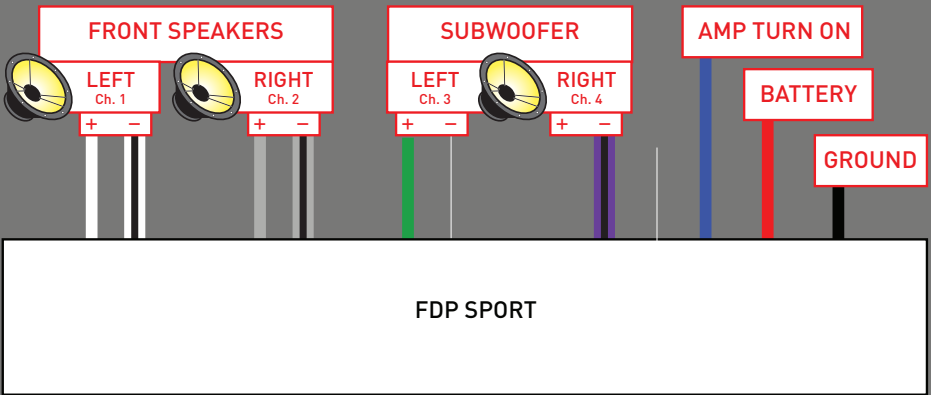 FRONT SPEAKERS
LEFT
Ch. 1
+ −
RIGHT
Ch. 2
+ −
SUBWOOFER
LEFT
Ch. 3
+ −
RIGHT
Ch. 4
+ −
AMP TURN ON
BATTERY
GROUND
FDP SPORT